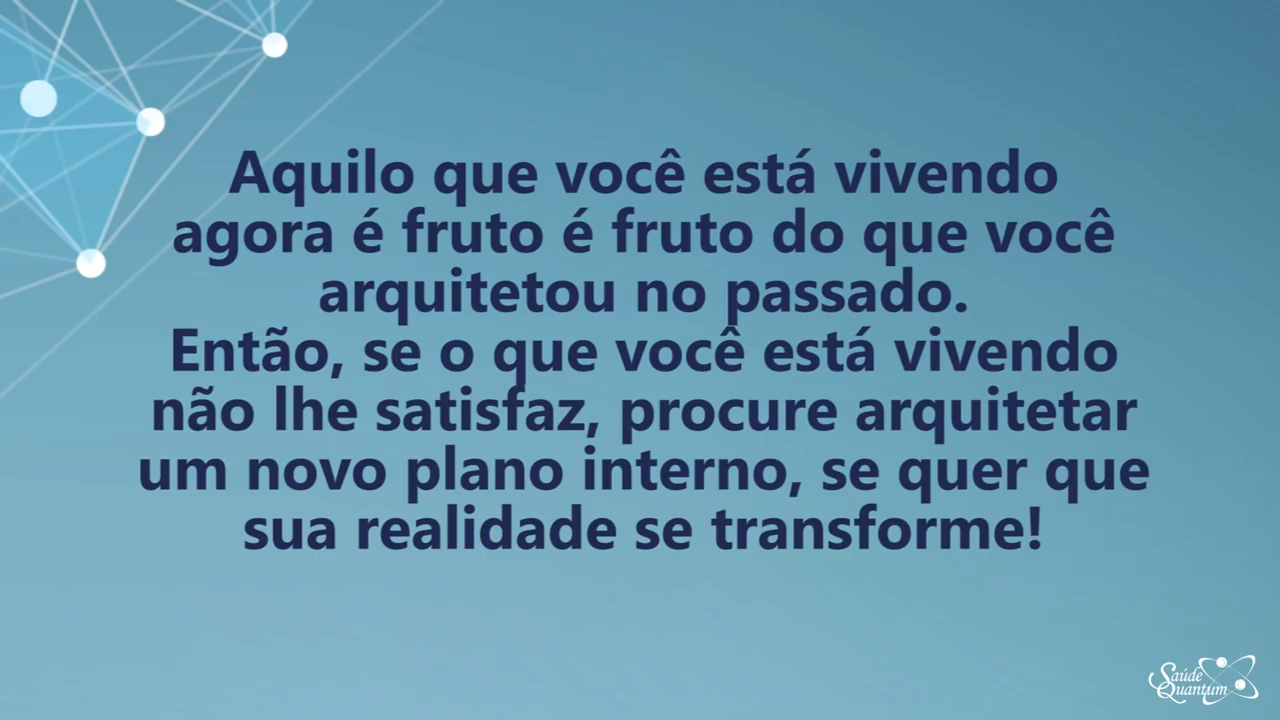 Aquilo que você está vivendo
agora é fruto é fruto do que você
arquitetou no passado.
Então, se o que você está vivendo
não lhe satisfaz, procure arquitetar
um novo plano interno, se quer que
sua realidade se transforme!
Saúde
Quantum